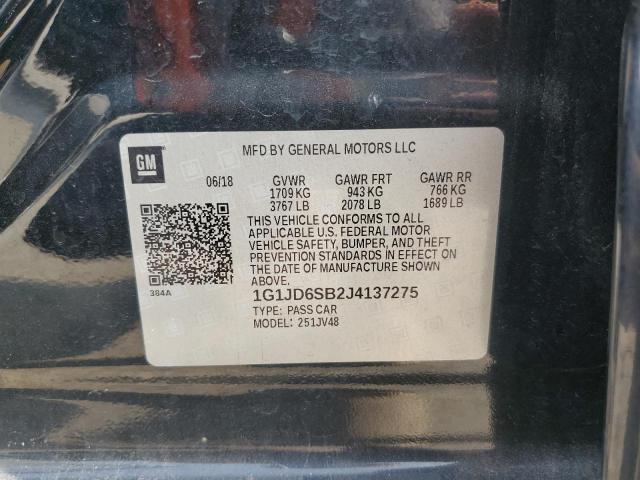 GM
MFD BY GENERAL MOTORS LLC
06/18 GVWR GAWR FRT GAWR RR
1709 KG 943 KG 766 KG
3767 LB 2078 LB 1689 LB
THIS VEHICLE CONFORMS TO ALL
APPLICABLE U.S. FEDERAL MOTOR
VEHICLE SAFETY, BUMPER, AND THEFT
PREVENTION STANDARDS IN EFFECT ON
THE DATE OF MANUFACTURE SHOWN
ABOVE.
384A
1G1JD6SB2J4137275
TYPE: PASS CAR
MODEL: 251JV48